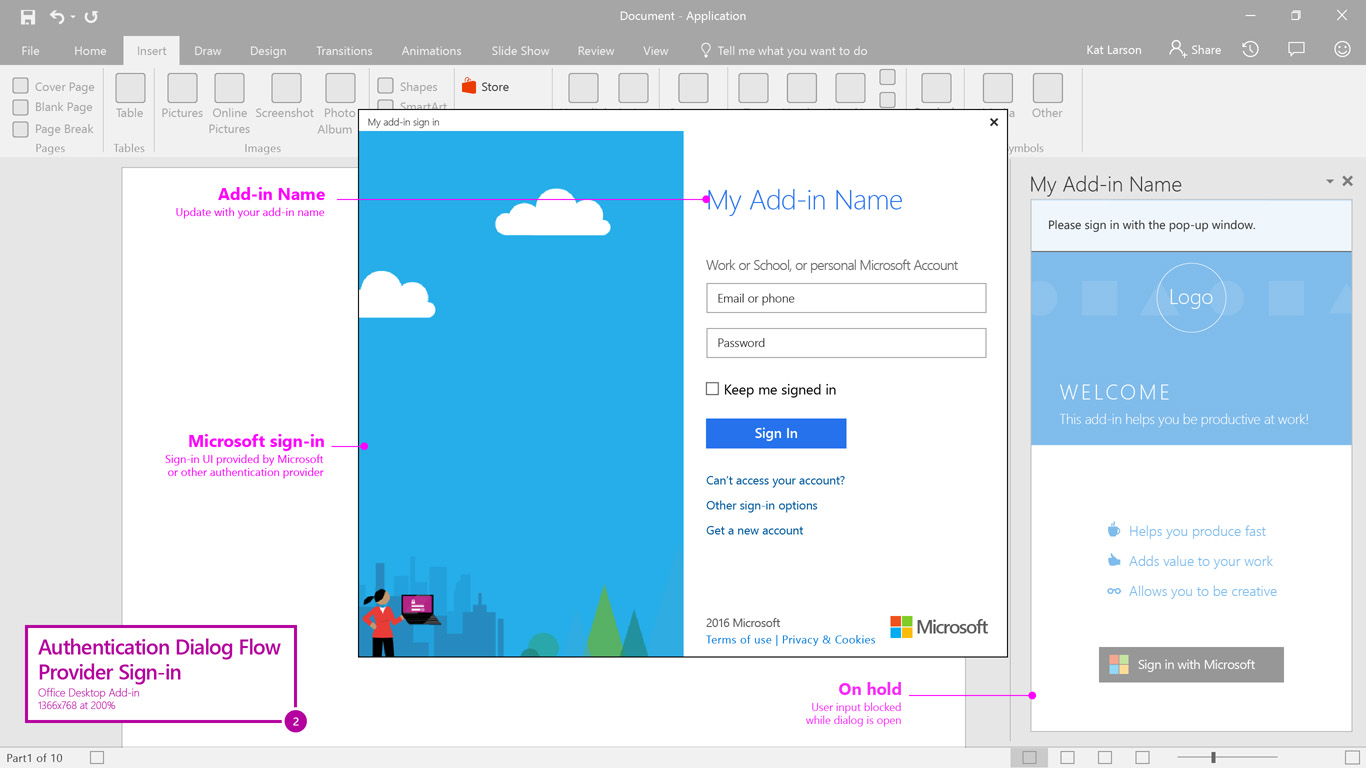 Document - Application
File Home Insert Draw Design Transitions Animations Slide Show Review View Tell me what you want to do Kat Larson Share
Cover Page
Blank Page
Page Break
Pages
Table
Tables
Pictures
Online
Pictures
Screenshot
Photo
Album
Images
Shapes
SmartArt
Store
Other
My add-in sign in
Add-in Name
Update with your add-in name
My Add-in Name
Work or School, or personal Microsoft Account
Email or phone
Password
Keep me signed in
Sign In
Can't access your account?
Other sign-in options
Get a new account
2016 Microsoft
Terms of use | Privacy & Cookies
Microsoft
Microsoft sign-in
Sign-in UI provided by Microsoft
or other authentication provider
My Add-in Name
Please sign in with the pop-up window.
Logo
WELCOME
This add-in helps you be productive at work!
Helps you produce fast
Adds value to your work
Allows you to be creative
Sign in with Microsoft
On hold
User input blocked
while dialog is open
Authentication Dialog Flow
Provider Sign-in
Office Desktop Add-in
1366x768 at 200%
2
Part1 of 10